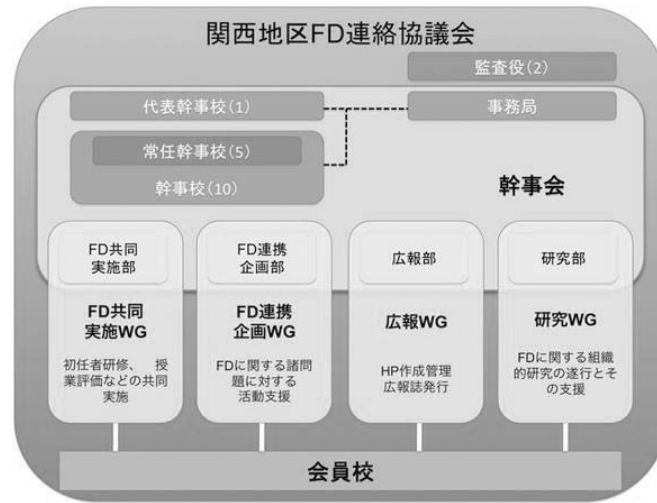 関西地区FD連絡協議会
監査役(2)
代表幹事校(1)
事務局
常任幹事校(5)
幹事校(10)
幹事会
FD共同
実施部
FD連携
企画部
広報部
研究部
FD共同
実施WG
FD連携
企画WG
広報WG
研究WG
初任者研修、 授
業評価などの共同
実施
FDに関する諸問
題に対する
活動支援
HP作成管理
広報誌発行
FDに関する組織
的研究の遂行とそ
の支援
会員校